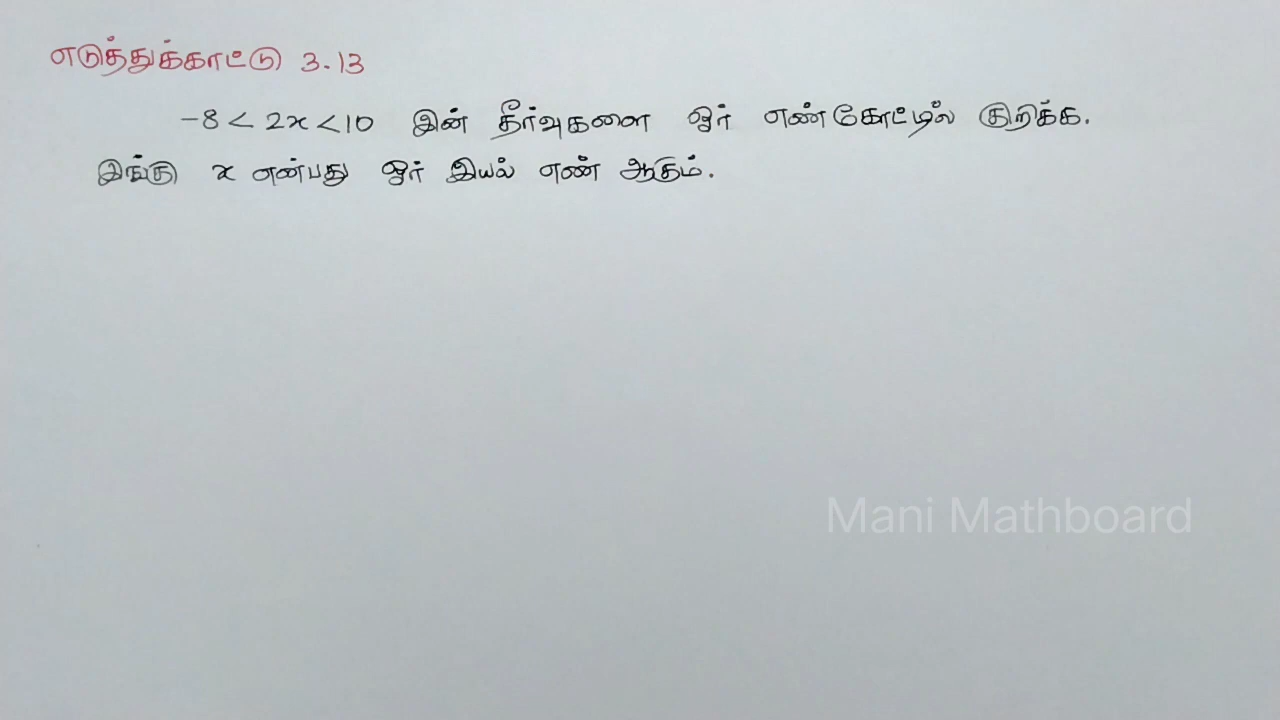 எடுத்துக்காட்டு 3.13
-8 < 2x < 10 இன் தீர்வுகளை ஓர் எண்கோட்டில் குறிக்க.
இங்கு x என்பது ஓர் இயல் எண் ஆகும்.
Mani Mathboard